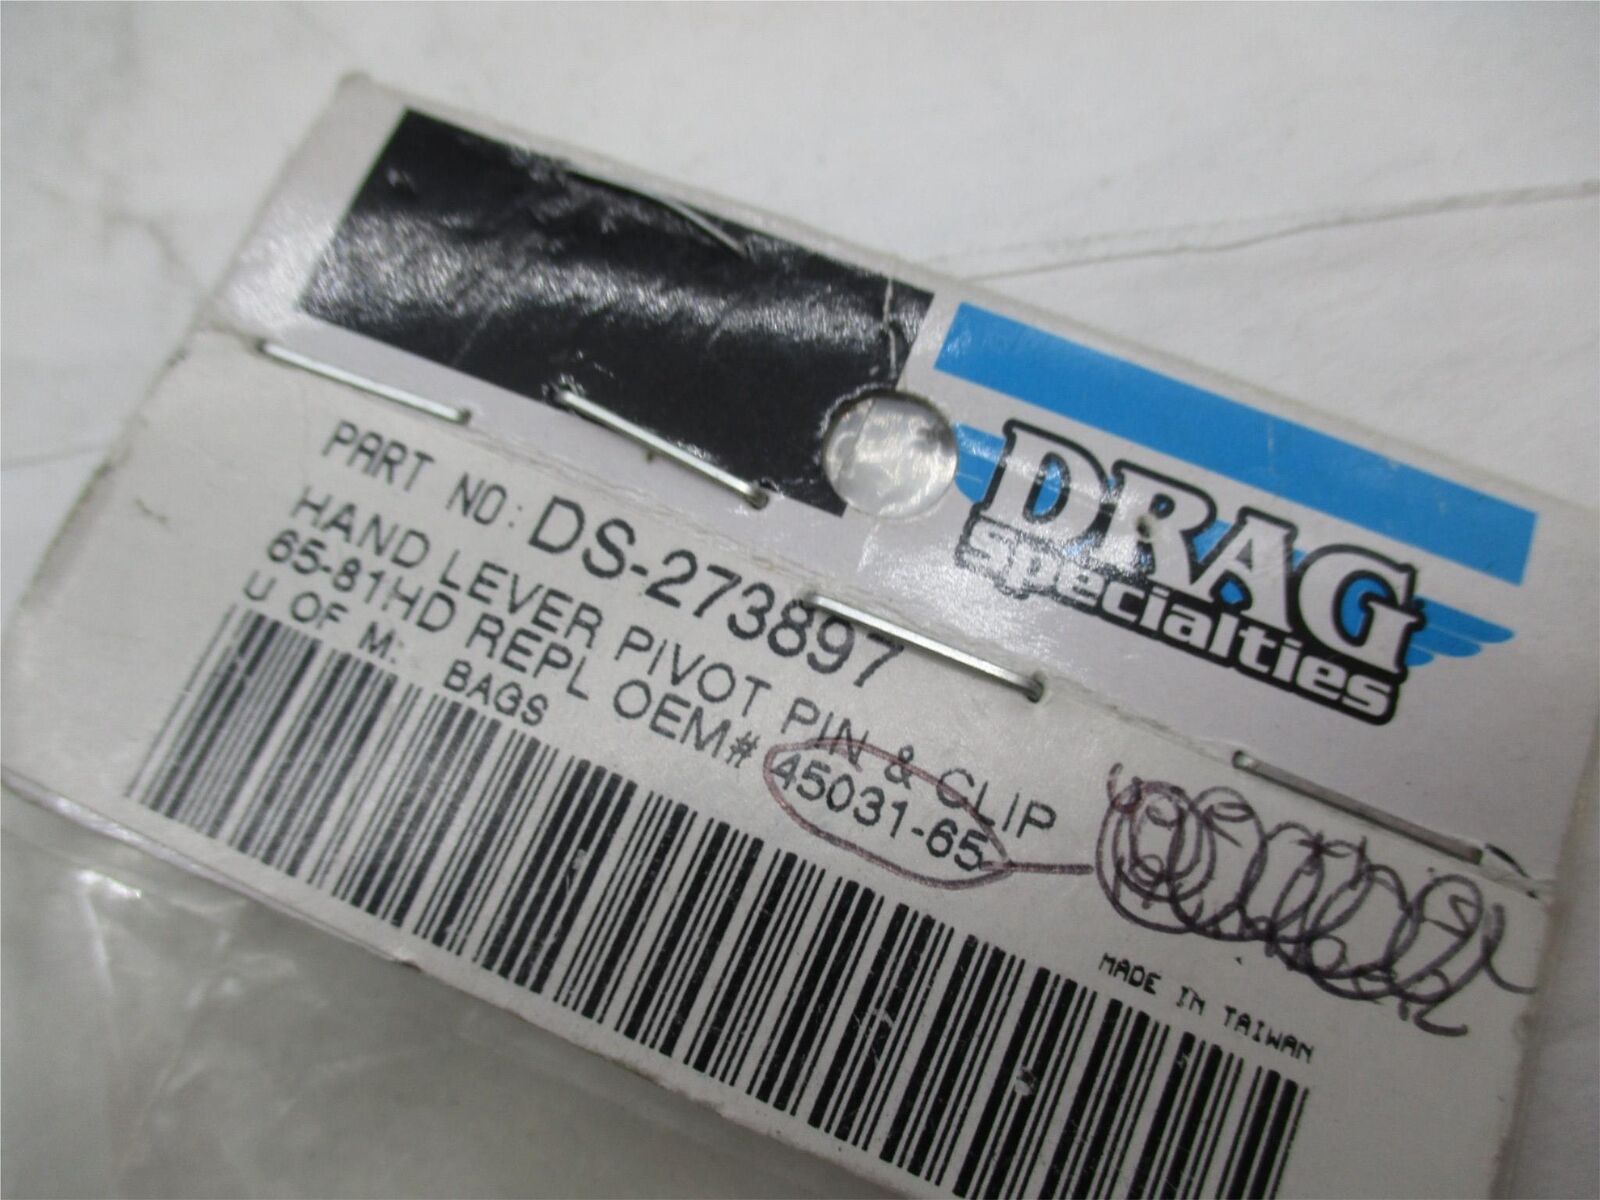 DRAG
Specialties
PART NO: DS-273897
HAND LEVER PIVOT PIN & CLIP
65-81HD REPL OEM# 45031-65
U OF M: BAGS
MADE IN TAIWAN